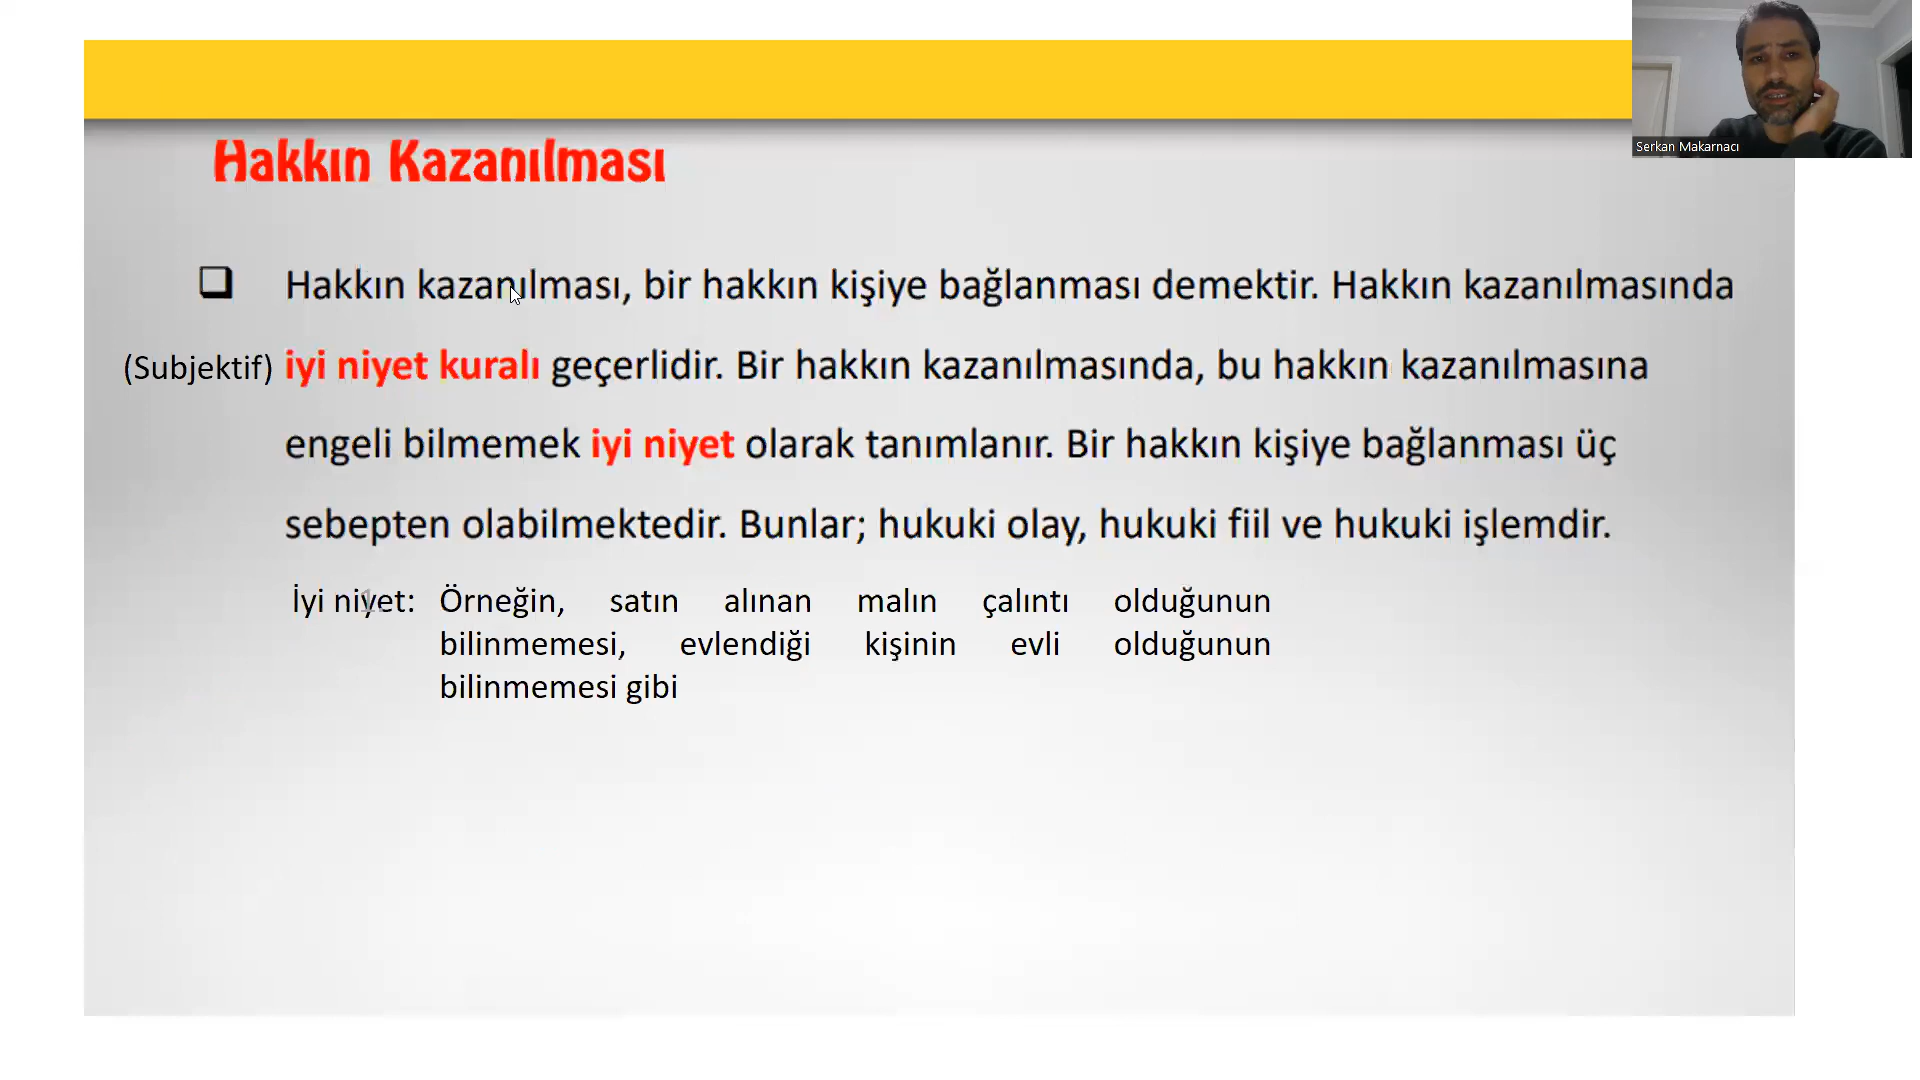 Serkan Makarnacı
Hakkın Kazanılması
Hakkın kazanılması, bir hakkın kişiye bağlanması demektir. Hakkın kazanılmasında
(Subjektif) iyi niyet kuralı geçerlidir. Bir hakkın kazanılmasında, bu hakkın kazanılmasına
engeli bilmemek iyi niyet olarak tanımlanır. Bir hakkın kişiye bağlanması üç
sebepten olabilmektedir. Bunlar; hukuki olay, hukuki fiil ve hukuki işlemdir.
İyi niyet: Örneğin, satın alınan malın çalıntı olduğunun
bilinmemesi, evlendiği kişinin evli olduğunun
bilinmemesi gibi